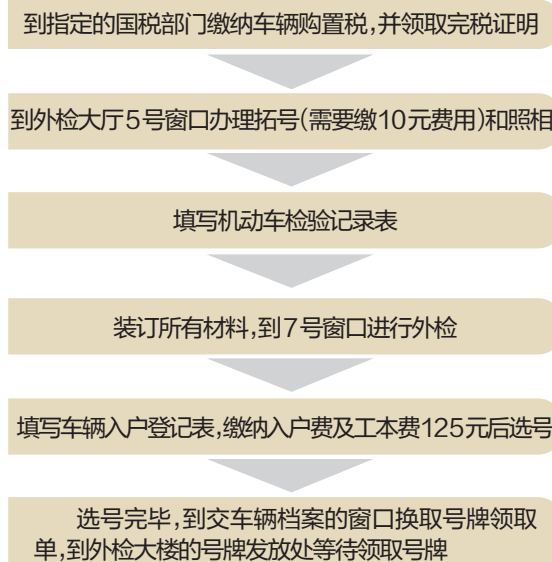 到指定的国税部门缴纳车辆购置税,并领取完税证明
到外检大厅5号窗口办理拓号(需要缴10元费用)和照相
填写机动车检验记录表
装订所有材料,到7号窗口进行外检
填写车辆入户登记表,缴纳入户费及工本费125元后选号
选号完毕,到交车辆档案的窗口换取号牌领取
单,到外检大楼的号牌发放处等待领取号牌